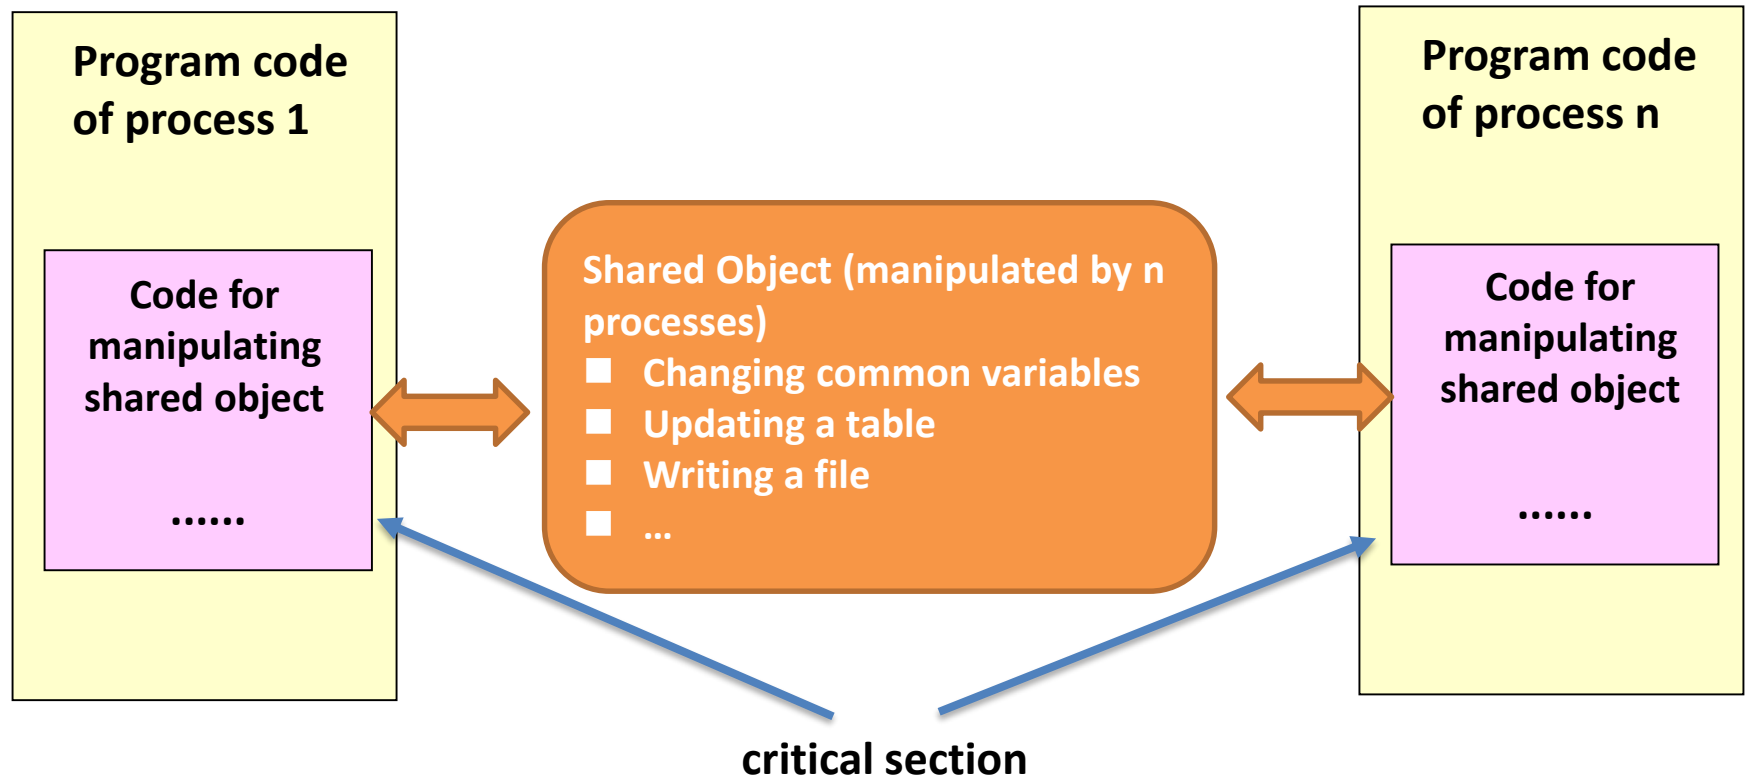 Program code
of process 1
Code for
manipulating
shared object
......
Shared Object (manipulated by n
processes)
Changing common variables
Updating a table
Writing a file
...
Program code
of process n
Code for
manipulating
shared object
......
critical section